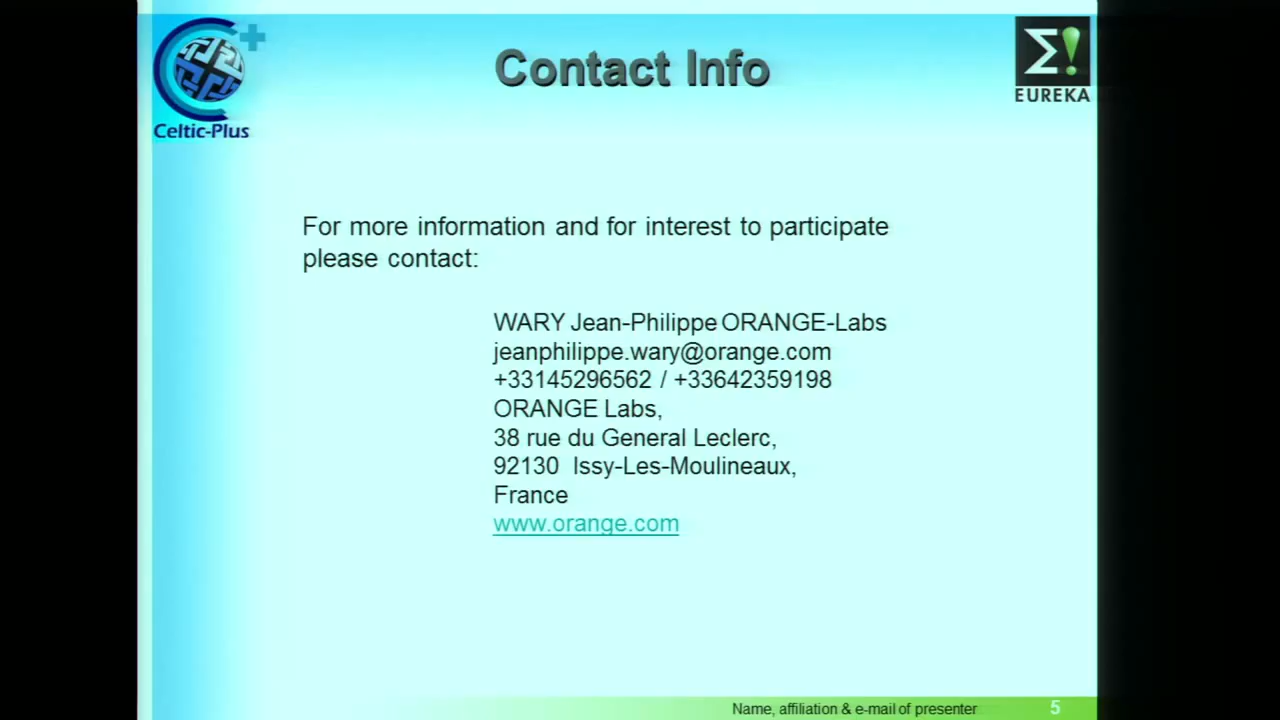 Contact Info
Celtic-Plus
EUREKA
For more information and for interest to participate
please contact:
WARY Jean-Philippe ORANGE-Labs
jeanphilippe.wary@orange.com
+33145296562 / +33642359198
ORANGE Labs,
38 rue du General Leclerc,
92130 Issy-Les-Moulineaux,
France
www.orange.com
Name, affiliation & e-mail of presenter 5